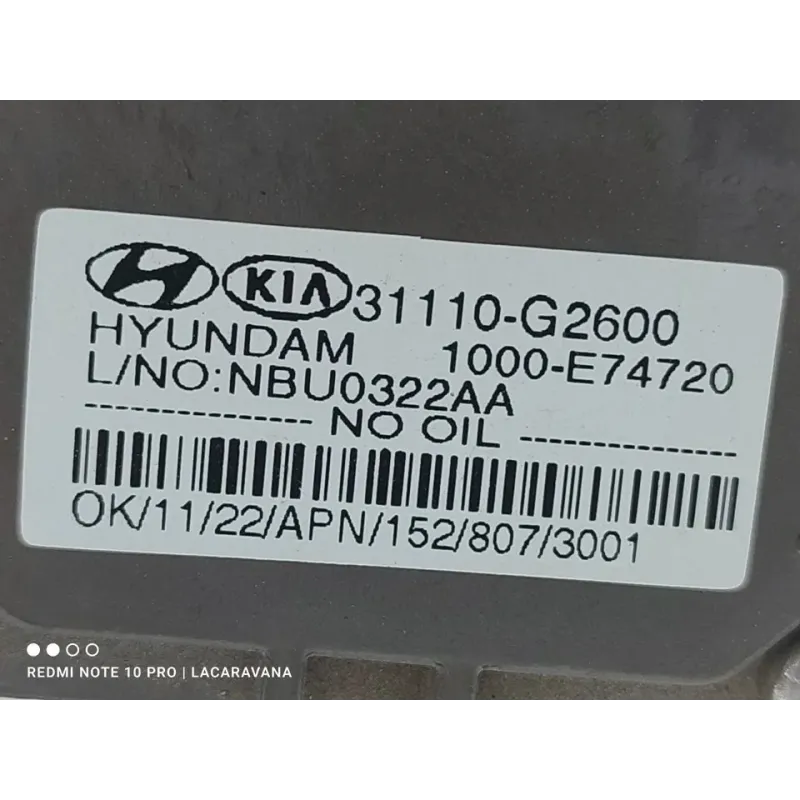 KIA 31110-G2600
HYUNDAM 1000-E74720
L/NO:NBU0322AA
---------------- NO OIL ----------------
OK/11/22/APN/152/807/3001
REDMI NOTE 10 PRO | LACARAVANA